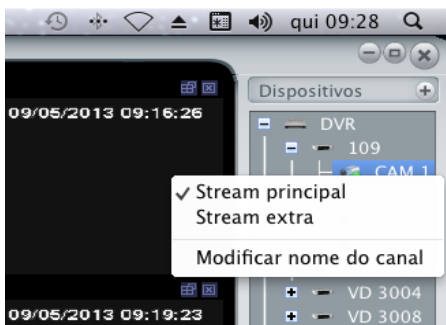 qui 09:28
Dispositivos
09/05/2013 09:16:26
DVR
109
CAM 1
Stream principal
Stream extra
Modificar nome do canal
VD 3004
09/05/2013 09:19:23
VD 3008